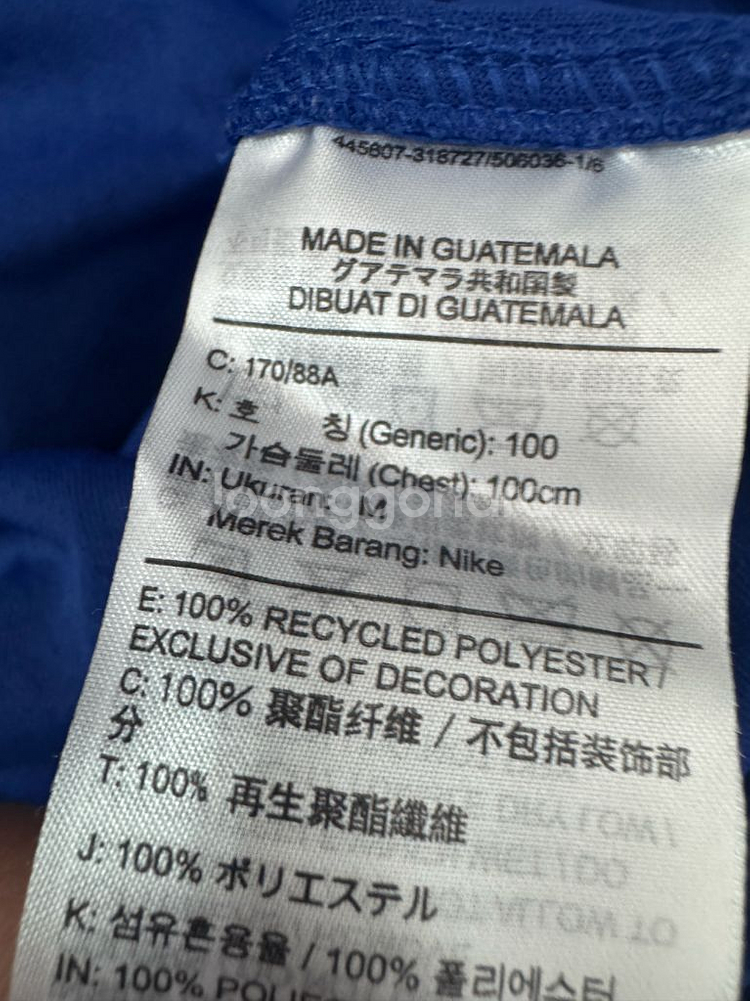 445807-318727/506036-1/6
MADE IN GUATEMALA
グアテマラ共和国製
DIBUAT DI GUATEMALA
C: 170/88A
K: 호 칭 (Generic): 100
가슴둘레 (Chest): 100cm
IN: Ukuran: M
Merek Barang: Nike
E: 100% RECYCLED POLYESTER /
EXCLUSIVE OF DECORATION
C: 100% 聚酯纤维 / 不包括装饰部
分
T: 100% 再生聚酯纖維
J: 100% ポリエステル
K: 섬유혼용율 / 100% 폴리에스터
IN: 100%